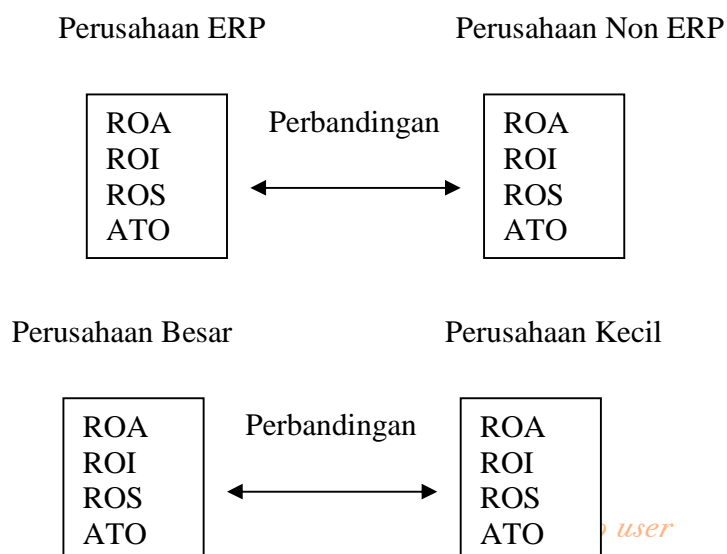 Perusahaan ERP
Perusahaan Non ERP
ROA
ROI
ROS
ATO
Perbandingan
ROA
ROI
ROS
ATO
Perusahaan Besar
Perusahaan Kecil
ROA
ROI
ROS
ATO
Perbandingan
ROA
ROI
ROS
ATO
user